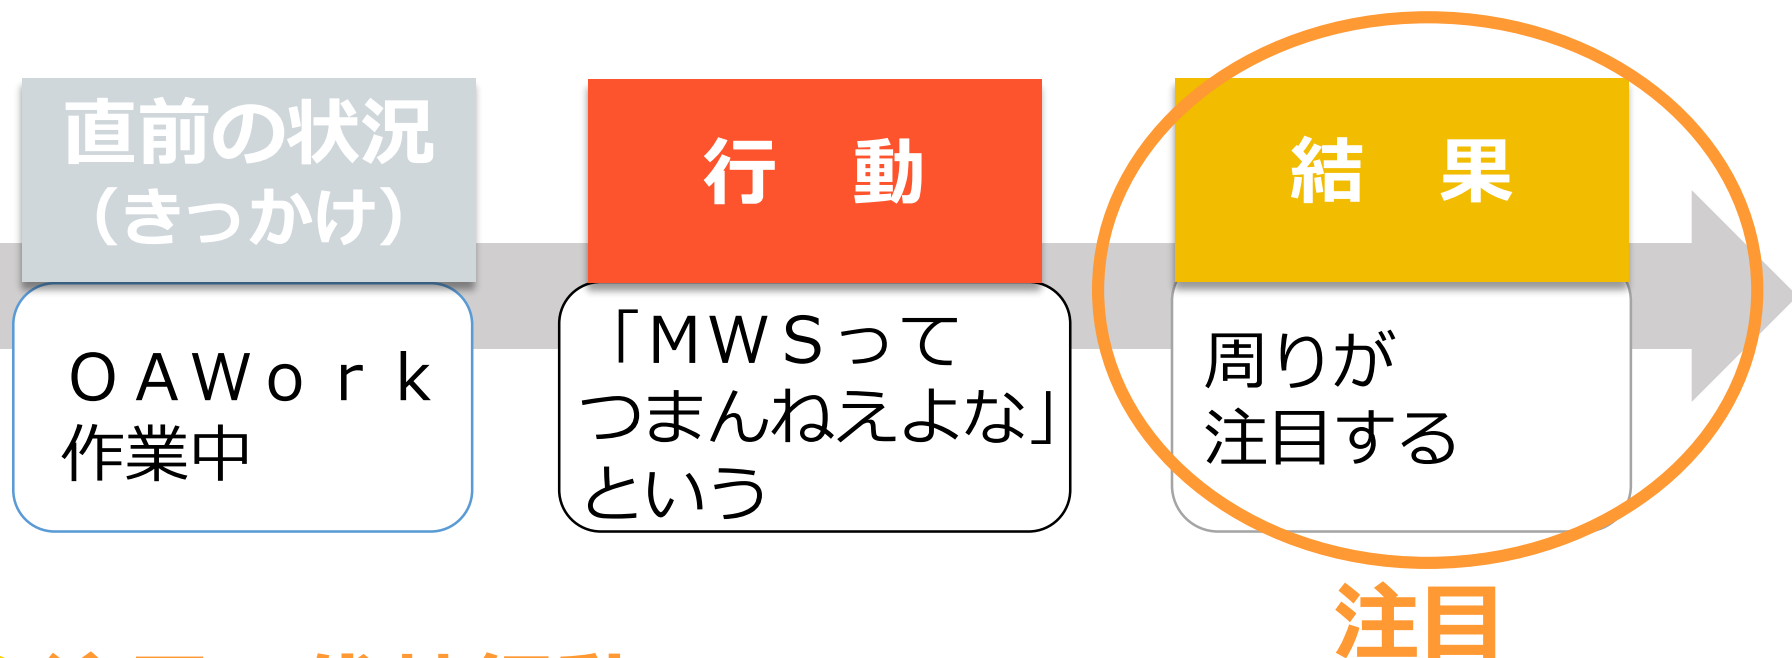 直前の状況
（きっかけ）
ＯＡＷｏｒｋ
作業中
行　動
「ＭＷＳって
つまんねえよな」
という
結　果
周りが
注目する
注目